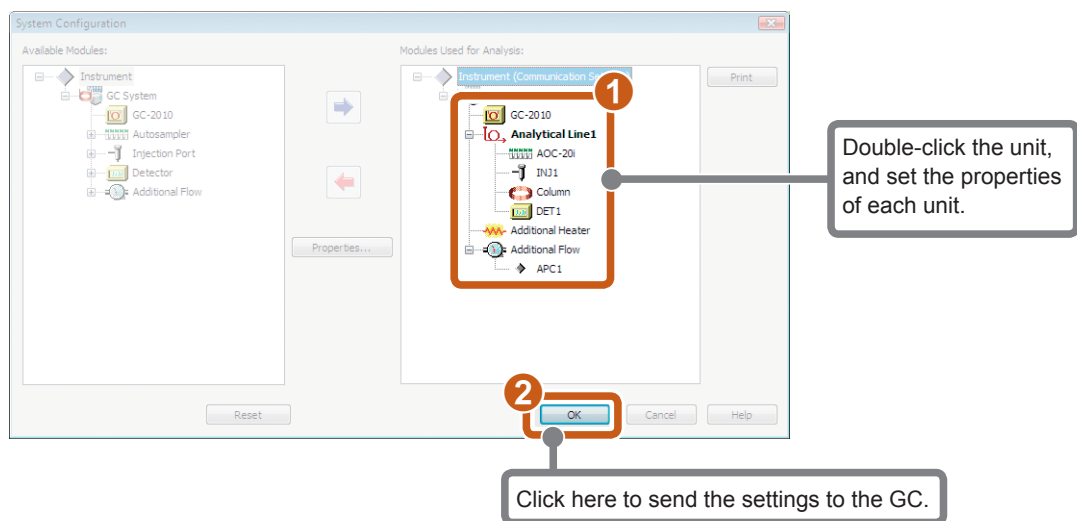 System Configuration
Available Modules:
Instrument
GC System
GC-2010
Autosampler
Injection Port
Detector
Additional Flow
Properties...
Reset
Modules Used for Analysis:
Instrument (Communication Se
1
GC-2010
Analytical Line1
AOC-20i
INJ1
Column
DET1
Additional Heater
Additional Flow
APC1
Print
Double-click the unit,
and set the properties
of each unit.
2
OK
Cancel
Help
Click here to send the settings to the GC.